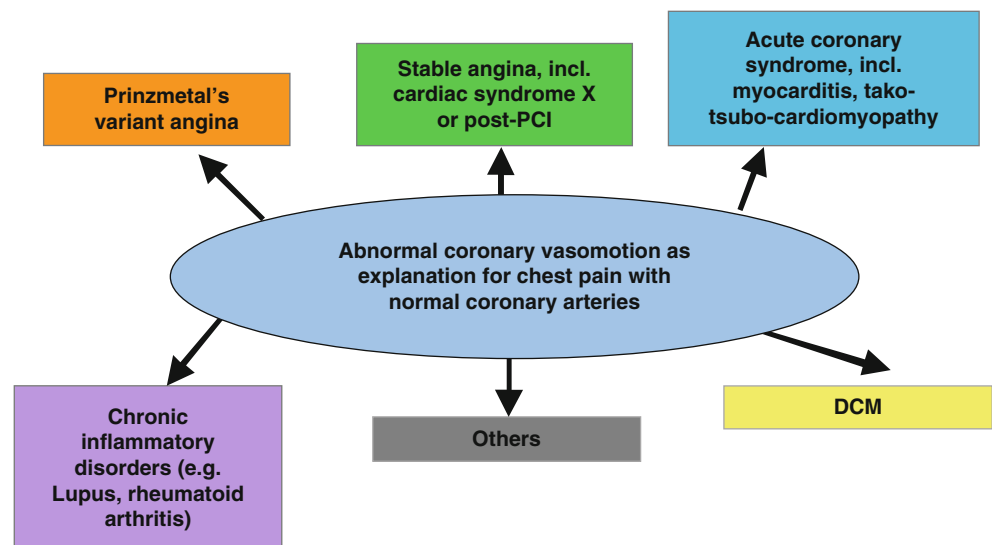 Prinzmetal's
variant angina
Stable angina, incl.
cardiac syndrome X
or post-PCI
Acute coronary
syndrome, incl.
myocarditis, tako-
tsubo-cardiomyopathy
Abnormal coronary vasomotion as
explanation for chest pain with
normal coronary arteries
Chronic
inflammatory
disorders (e.g.
Lupus, rheumatoid
arthritis)
Others
DCM